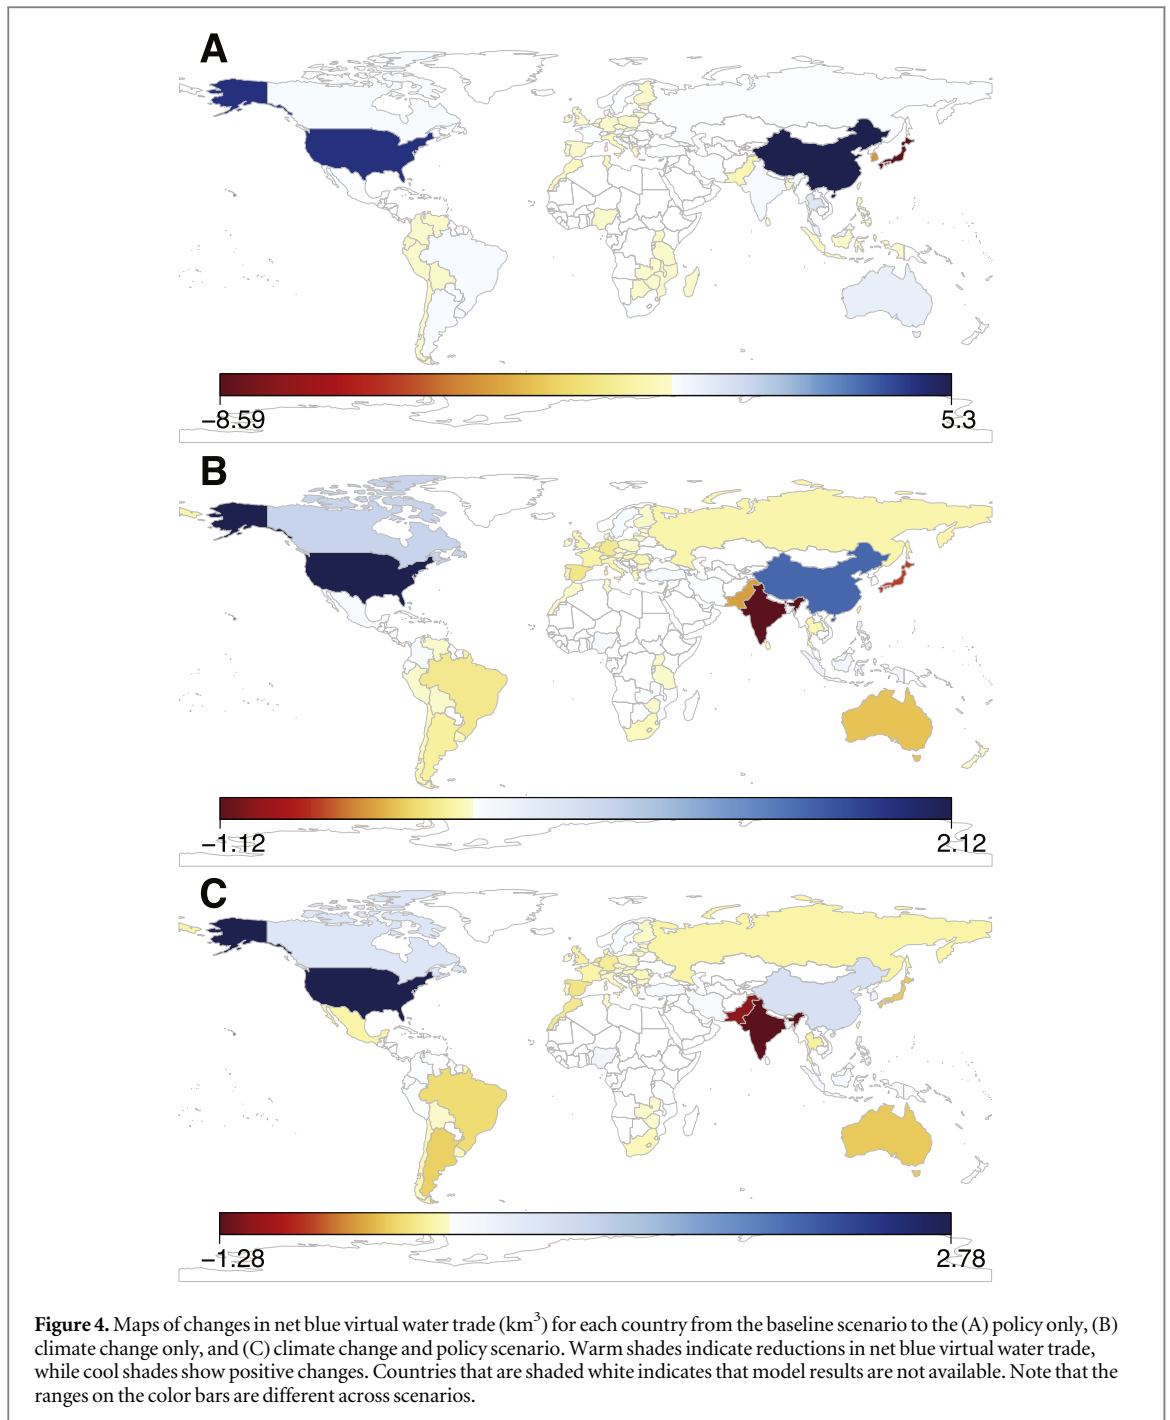 A
−8.59
5.3
B
−1.12
2.12
C
−1.28
2.78
Figure 4. Maps of changes in net blue virtual water trade (km³) for each country from the baseline scenario to the (A) policy only, (B)
climate change only, and (C) climate change and policy scenario. Warm shades indicate reductions in net blue virtual water trade,
while cool shades show positive changes. Countries that are shaded white indicates that model results are not available. Note that the
ranges on the color bars are different across scenarios.